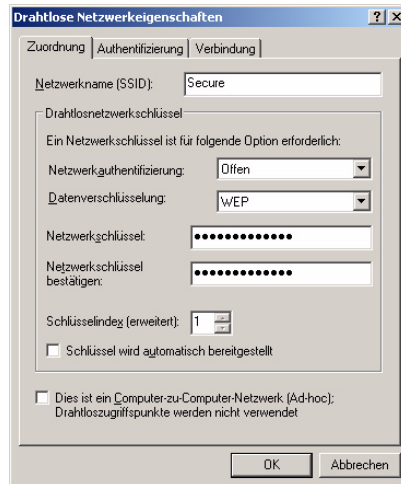 Drahtlose Netzwerkeigenschaften
Zuordnung Authentifizierung Verbindung
Netzwerkname (SSID): Secure
Drahtlosnetzwerkschlüssel
Ein Netzwerkschlüssel ist für folgende Option erforderlich:
Netzwerkauthentifizierung: Offen
Datenverschlüsselung: WEP
Netzwerkschlüssel: •••••••••••••
Netzwerkschlüssel
bestätigen: •••••••••••••
Schlüsselindex (erweitert): 1
Schlüssel wird automatisch bereitgestellt
Dies ist ein Computer-zu-Computer-Netzwerk (Ad-hoc);
Drahtloszugriffspunkte werden nicht verwendet
OK Abbrechen